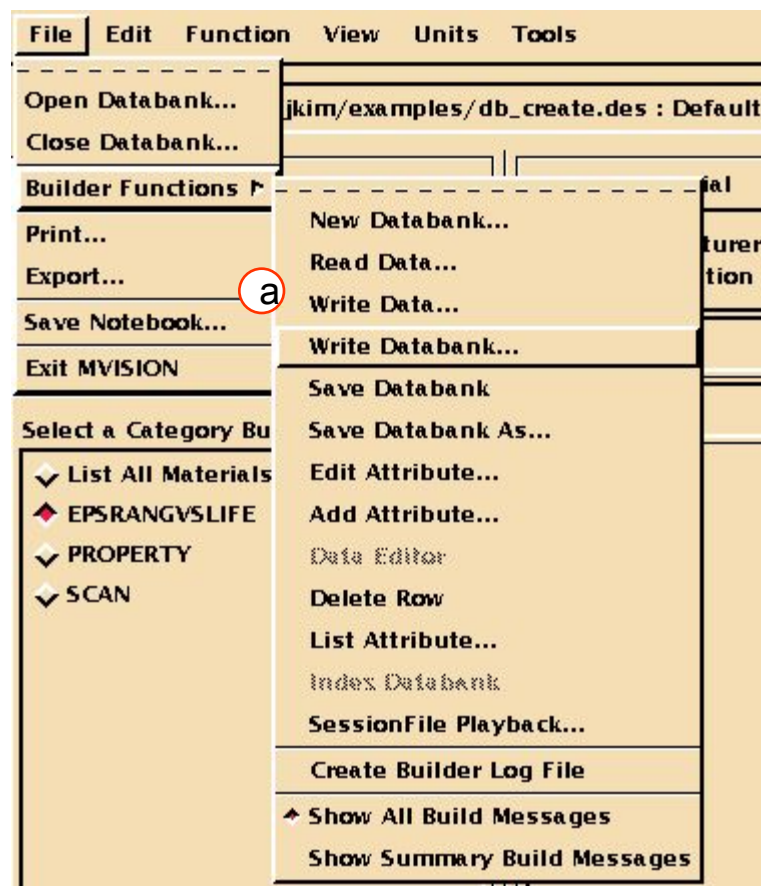 File Edit Function View Units Tools
Open Databank...
jkim/examples/db_create.des : Default
Close Databank...
Builder Functions
Print...
Export...
Save Notebook...
Exit MVISION
a
New Databank...
Read Data...
Write Data...
Write Databank...
Save Databank
Save Databank As...
Edit Attribute...
Add Attribute...
Data Editor
Delete Row
List Attribute...
Index Databank
SessionFile Playback...
Create Builder Log File
Show All Build Messages
Show Summary Build Messages
ial
turer
tion
Select a Category Bu
List All Materials
EPSRANGVSLIFE
PROPERTY
SCAN